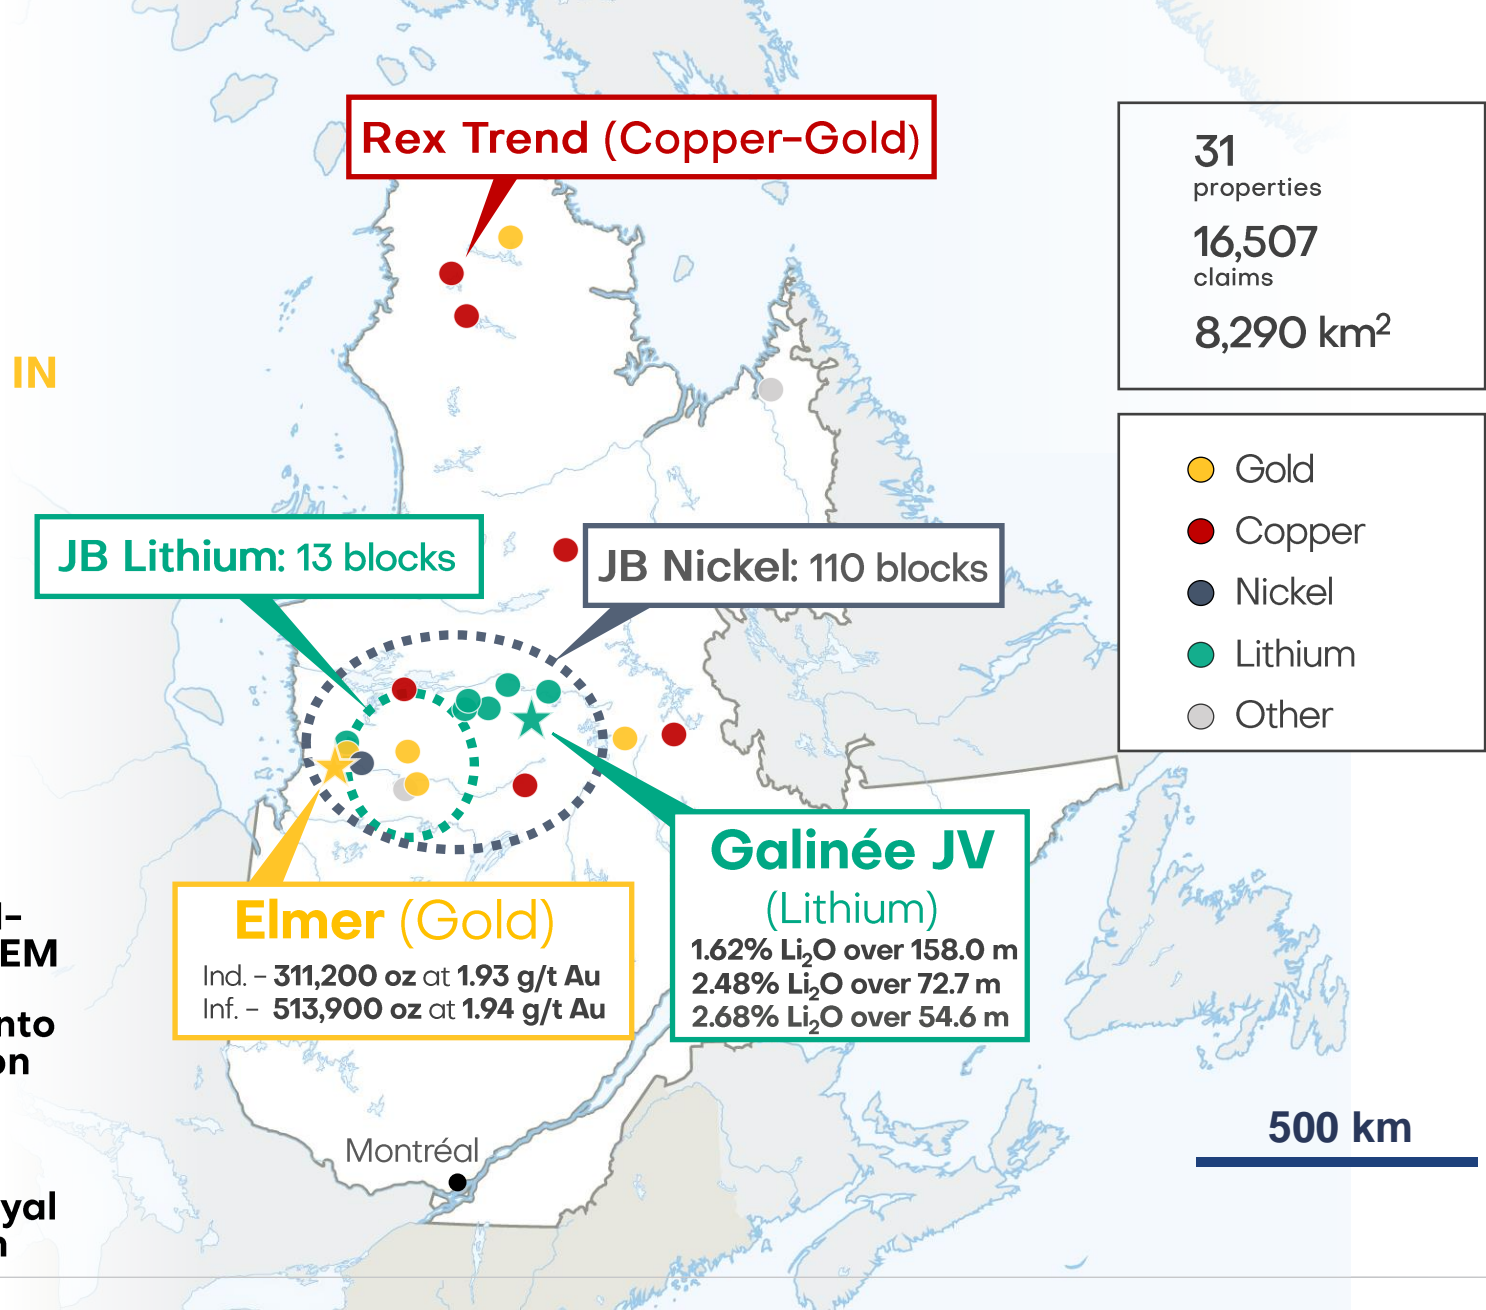 Rex Trend (Copper-Gold)
31
properties
16,507
claims
8,290 km²
IN
Gold
Copper
Nickel
Lithium
Other
JB Lithium: 13 blocks
JB Nickel: 110 blocks
Galinée JV
(Lithium)
1.62% Li₂O over 158.0 m
2.48% Li₂O over 72.7 m
2.68% Li₂O over 54.6 m
Elmer (Gold)
Ind. - 311,200 oz at 1.93 g/t Au
Inf. - 513,900 oz at 1.94 g/t Au
EM
nto
on
yal
Montréal
500 km